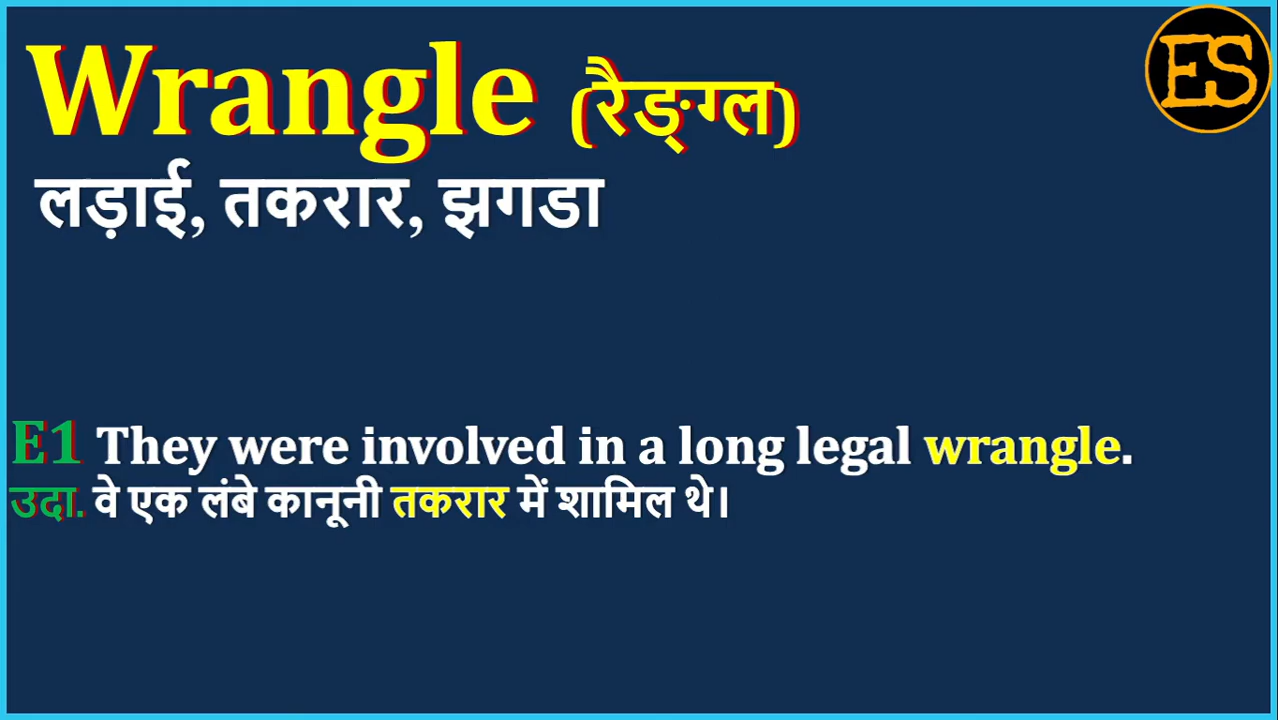 Wrangle (रैङ्ग्ल)
ES
लड़ाई, तकरार, झगडा
E1 They were involved in a long legal wrangle.
उदा. वे एक लंबे कानूनी तकरार में शामिल थे।